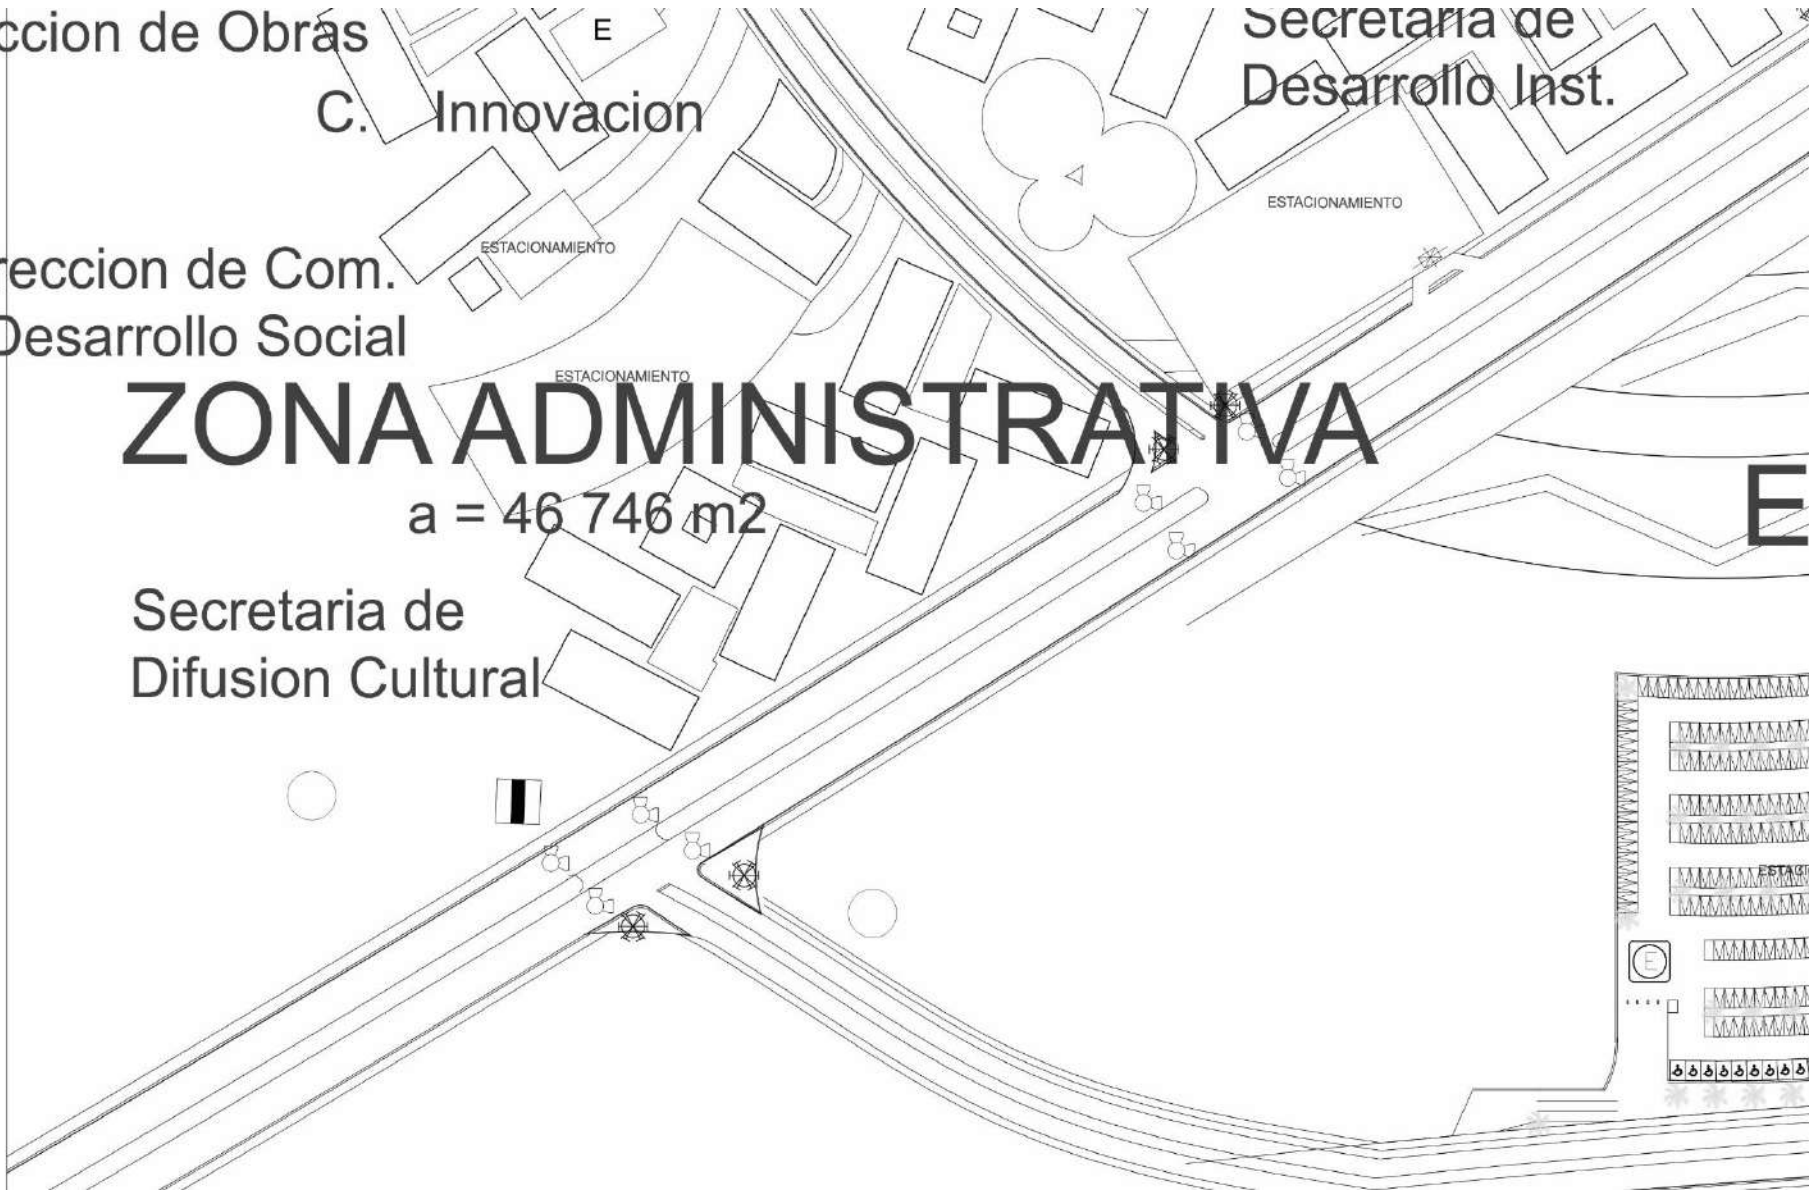 ccion de Obras
E
Secretaria de
Desarrollo Inst.
C. Innovacion
ESTACIONAMIENTO
ESTACIONAMIENTO
reccion de Com.
Desarrollo Social
ESTACIONAMIENTO
ZONA ADMINISTRATIVA
a = 46 746 m2
E
Secretaria de
Difusion Cultural
ESTACI
E